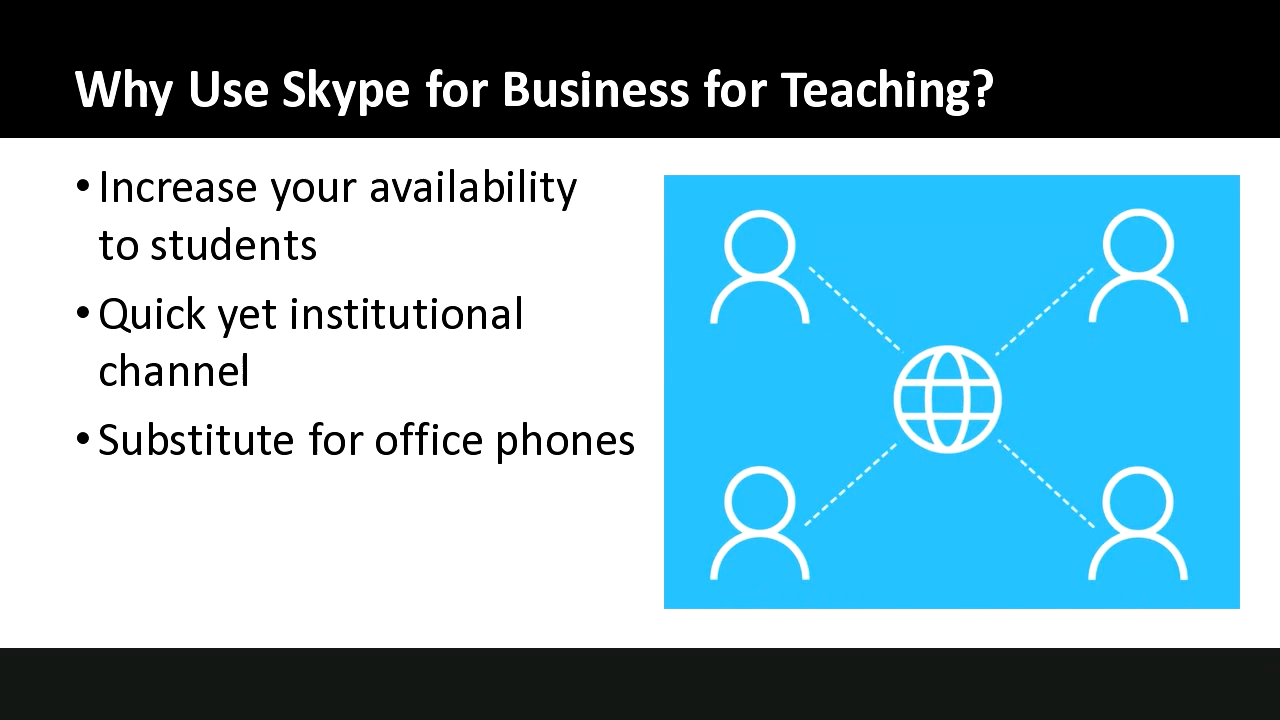 Why Use Skype for Business for Teaching?
• Increase your availability
to students
• Quick yet institutional
channel
• Substitute for office phones